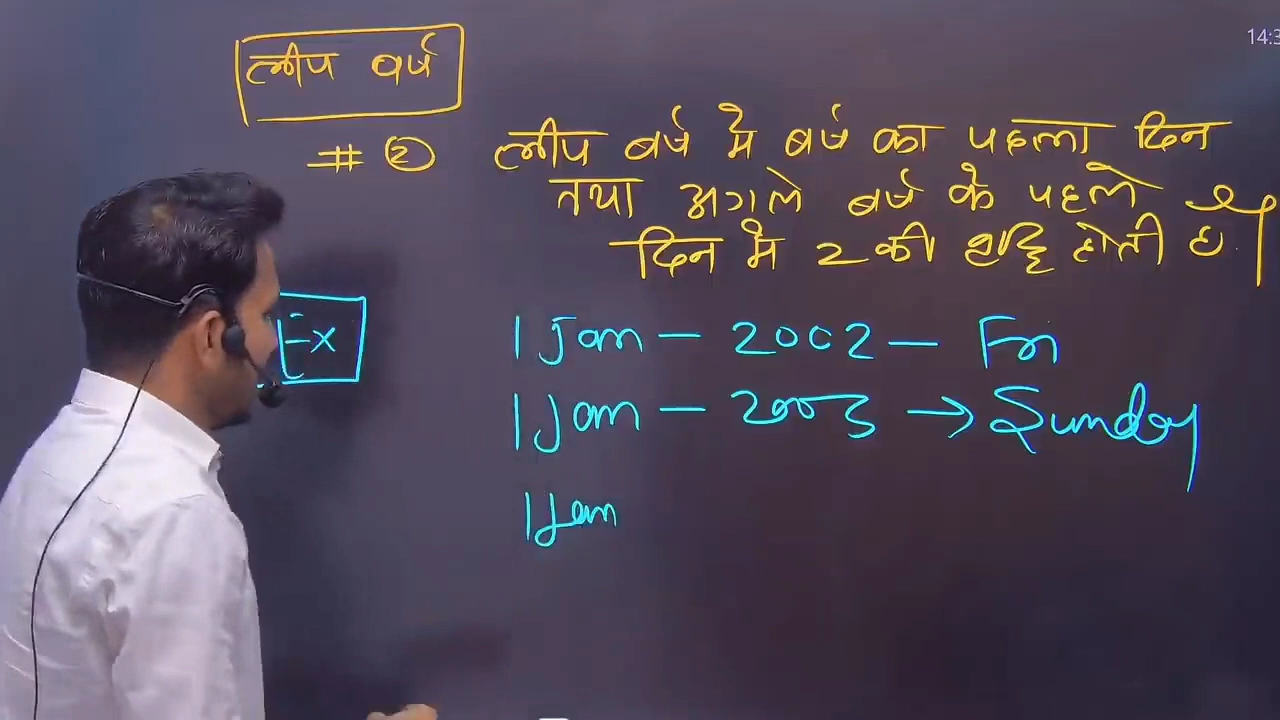 लीप वर्ष
# ② लीप वर्ष मे वर्ष का पहला दिन
तथा अगले वर्ष के पहले
दिन मे 2 की वृद्धि होती है।
Ex
1 Jan — 2002 — Fri
1 Jan — 2003 → Sunday
1 Jan
14:3